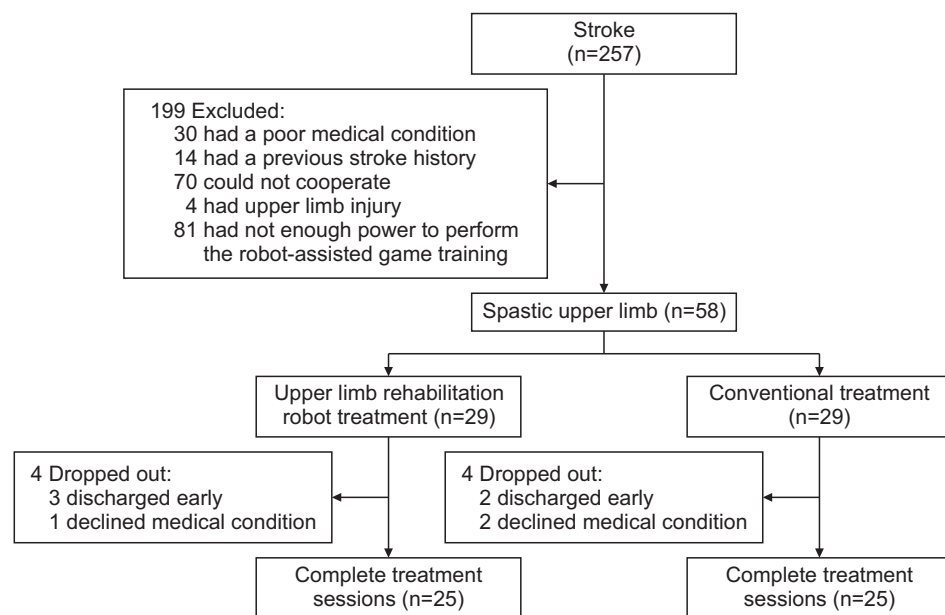 Stroke
(n=257)
199 Excluded:
30 had a poor medical condition
14 had a previous stroke history
70 could not cooperate
4 had upper limb injury
81 had not enough power to perform
the robot-assisted game training
Spastic upper limb (n=58)
Upper limb rehabilitation
robot treatment (n=29)
Conventional treatment
(n=29)
4 Dropped out:
3 discharged early
1 declined medical condition
4 Dropped out:
2 discharged early
2 declined medical condition
Complete treatment
sessions (n=25)
Complete treatment
sessions (n=25)